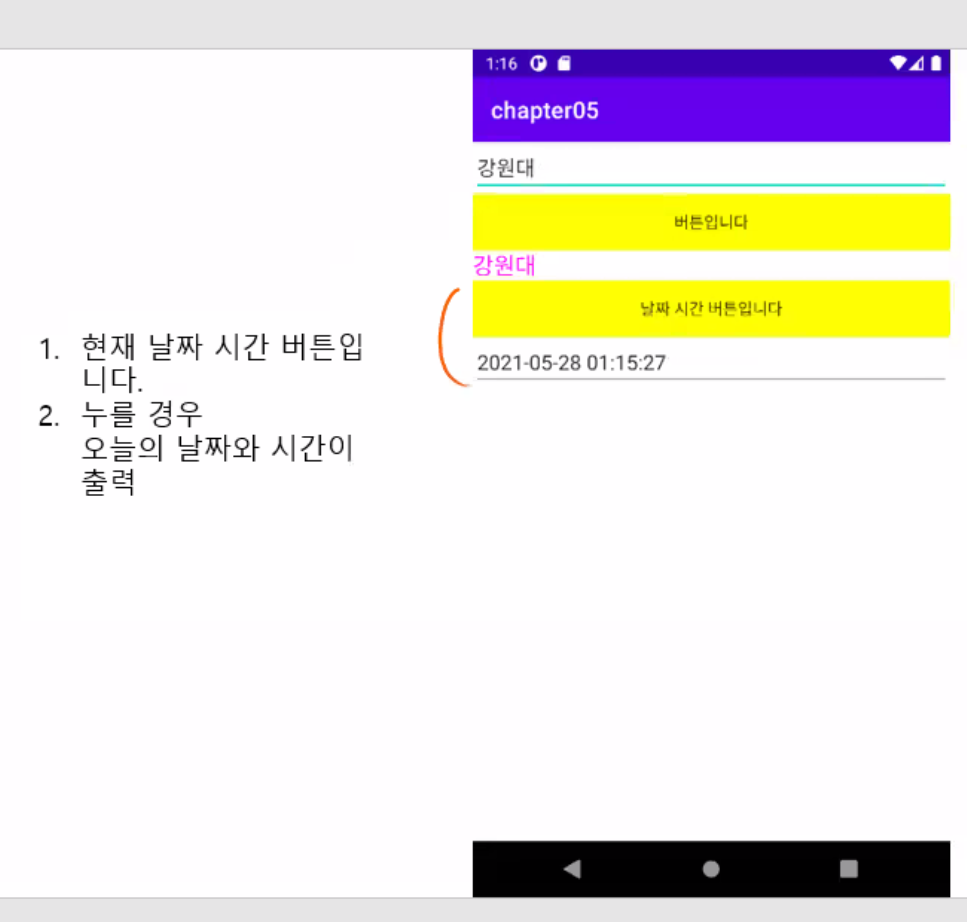 1:16
chapter05
강원대
버튼입니다
강원대
날짜 시간 버튼입니다
2021-05-28 01:15:27
1. 현재 날짜 시간 버튼입
니다.
2. 누를 경우
오늘의 날짜와 시간이
출력